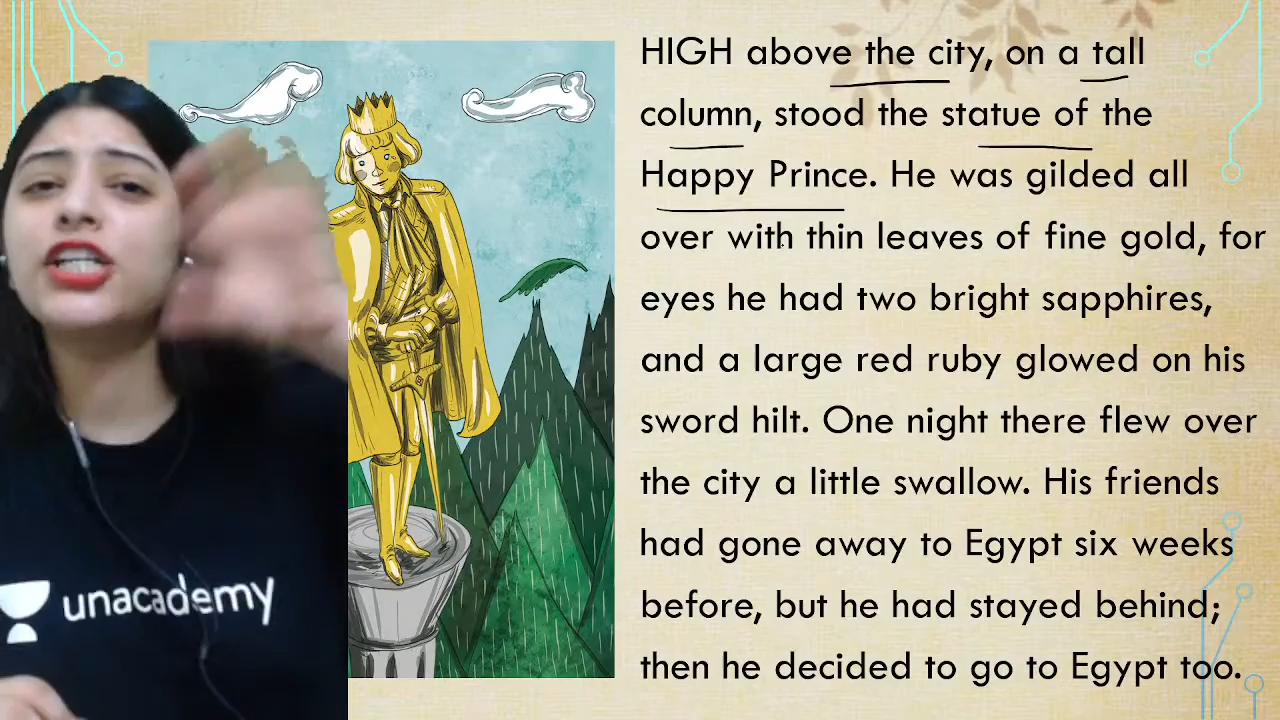 HIGH above the city, on a tall
column, stood the statue of the
Happy Prince. He was gilded all
over with thin leaves of fine gold, for
eyes he had two bright sapphires,
and a large red ruby glowed on his
sword hilt. One night there flew over
the city a little swallow. His friends
had gone away to Egypt six weeks
before, but he had stayed behind;
then he decided to go to Egypt too.
unacademy